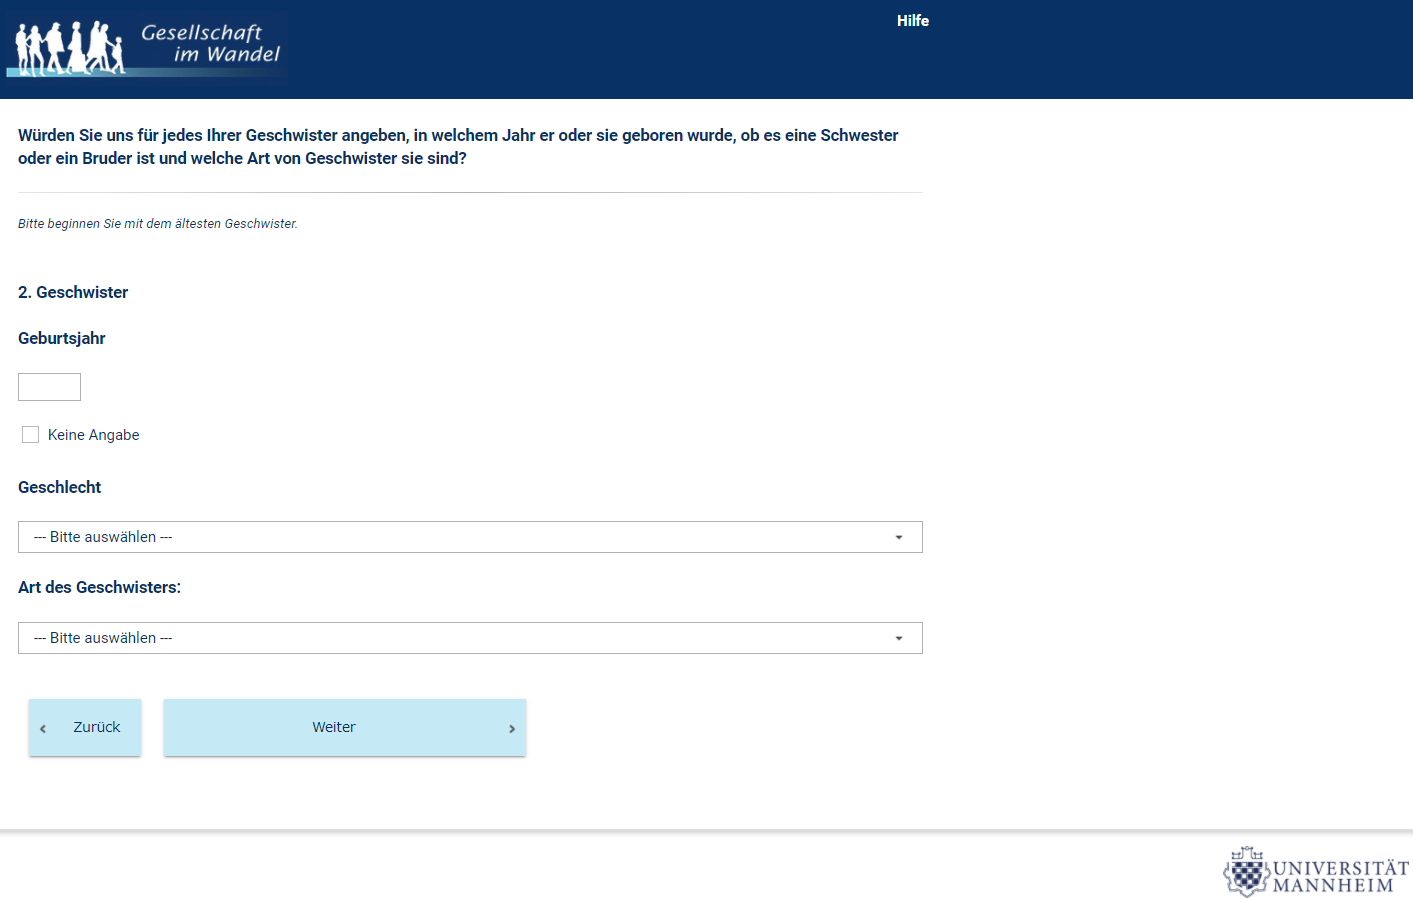 Gesellschaft
im Wandel
Hilfe
Würden Sie uns für jedes Ihrer Geschwister angeben, in welchem Jahr er oder sie geboren wurde, ob es eine Schwester
oder ein Bruder ist und welche Art von Geschwister sie sind?
Bitte beginnen Sie mit dem ältesten Geschwister.
2. Geschwister
Geburtsjahr
Keine Angabe
Geschlecht
--- Bitte auswählen ---
Art des Geschwisters:
--- Bitte auswählen ---
Zurück
Weiter
UNIVERSITÄT
MANNHEIM